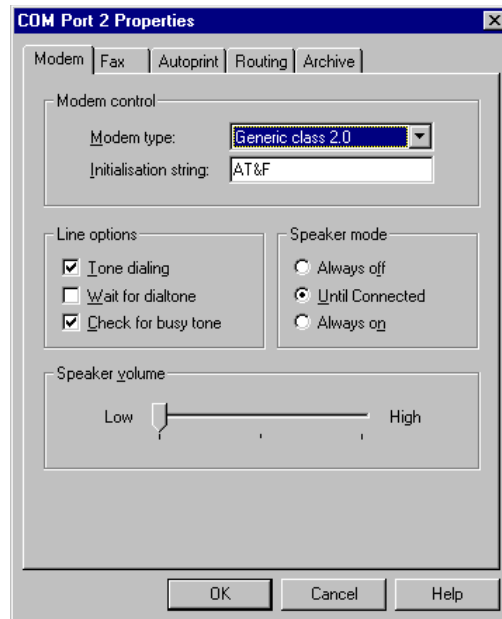 COM Port 2 Properties
Modem Fax Autoprint Routing Archive
Modem control
Modem type: Generic class 2.0
Initialisation string: AT&F
Line options
Tone dialing
Wait for dialtone
Check for busy tone
Speaker mode
Always off
Until Connected
Always on
Speaker volume
Low High
OK Cancel Help